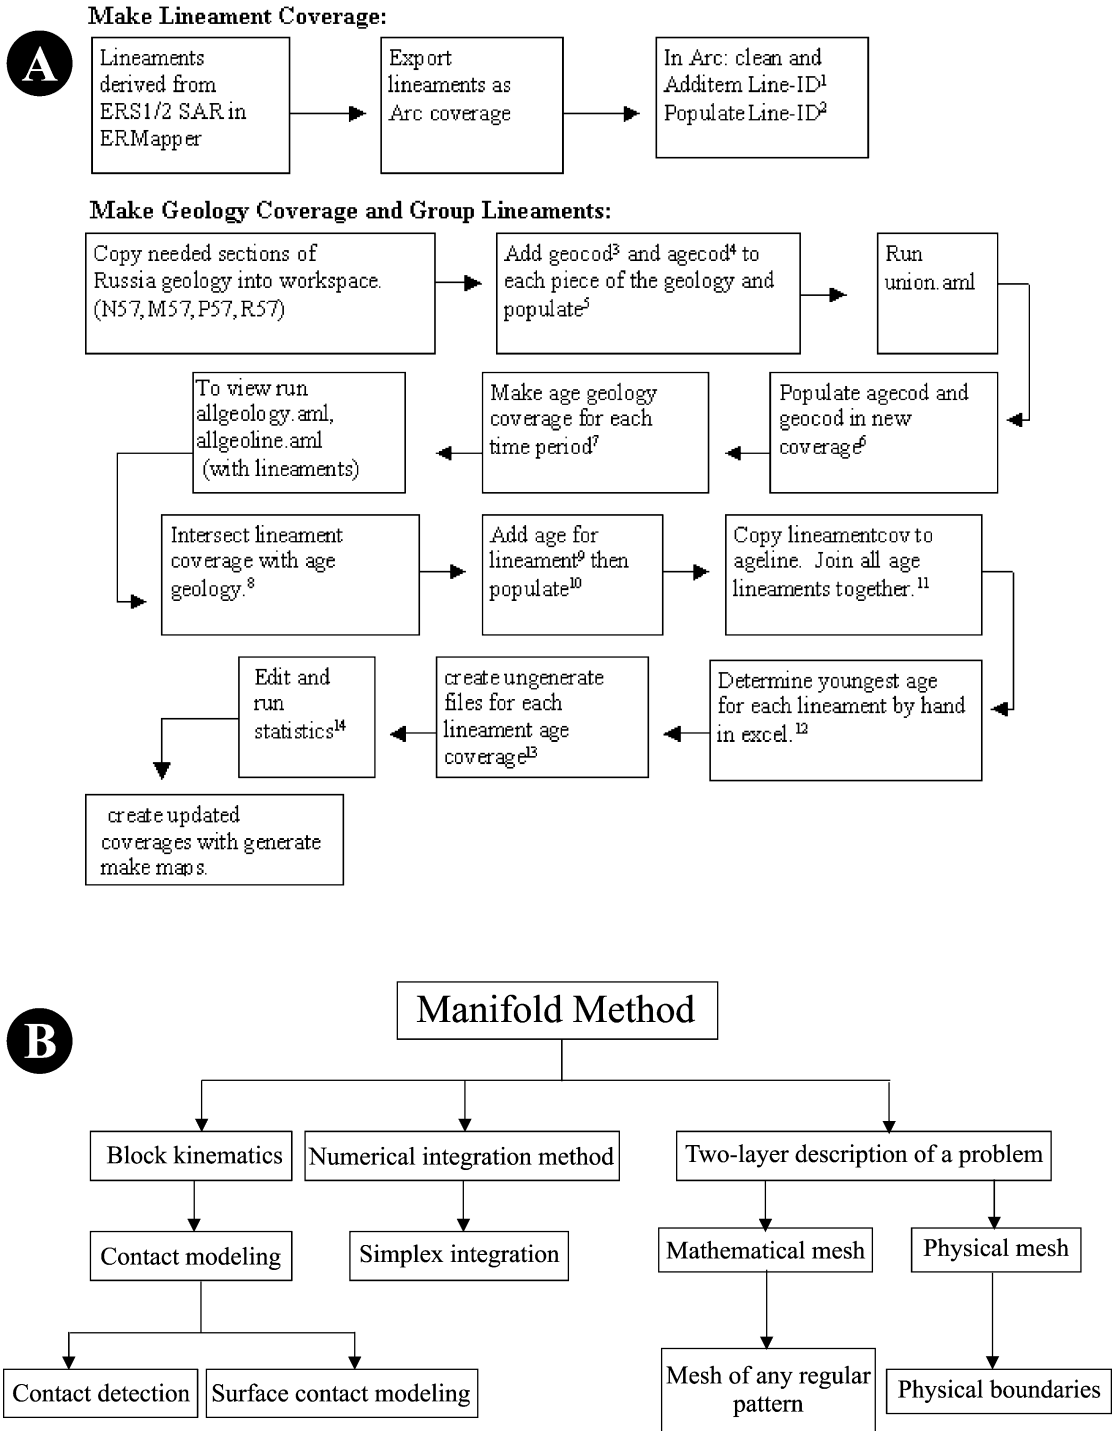 Make Lineament Coverage:
A
Lineaments
derived from
ERS1/2 SAR in
ERMapper
Export
lineaments as
Arc coverage
In Arc: clean and
Additem Line-ID¹
Populate Line-ID²
Make Geology Coverage and Group Lineaments:
Copy needed sections of
Russia geology into workspace.
(N57, M57, P57, R57)
Add geocod³ and agecod⁴ to
each piece of the geology and
populate⁵
Run
union.aml
To view run
allgeology.aml,
allgeoline.aml
(with lineaments)
Make age geology
coverage for each
time period⁷
Populate agecod and
geocod in new
coverage⁶
Intersect lineament
coverage with age
geology.⁸
Add age for
lineament⁹ then
populate¹⁰
Copy lineamentcov to
ageline. Join all age
lineaments together.¹¹
Edit and
run
statistics¹⁴
create ungenerate
files for each
lineament age
coverage¹³
Determine youngest age
for each lineament by hand
in excel.¹²
create updated
coverages with generate
make maps.
B
Manifold Method
Block kinematics
Numerical integration method
Two-layer description of a problem
Contact modeling
Simplex integration
Mathematical mesh
Physical mesh
Contact detection
Surface contact modeling
Mesh of any regular
pattern
Physical boundaries